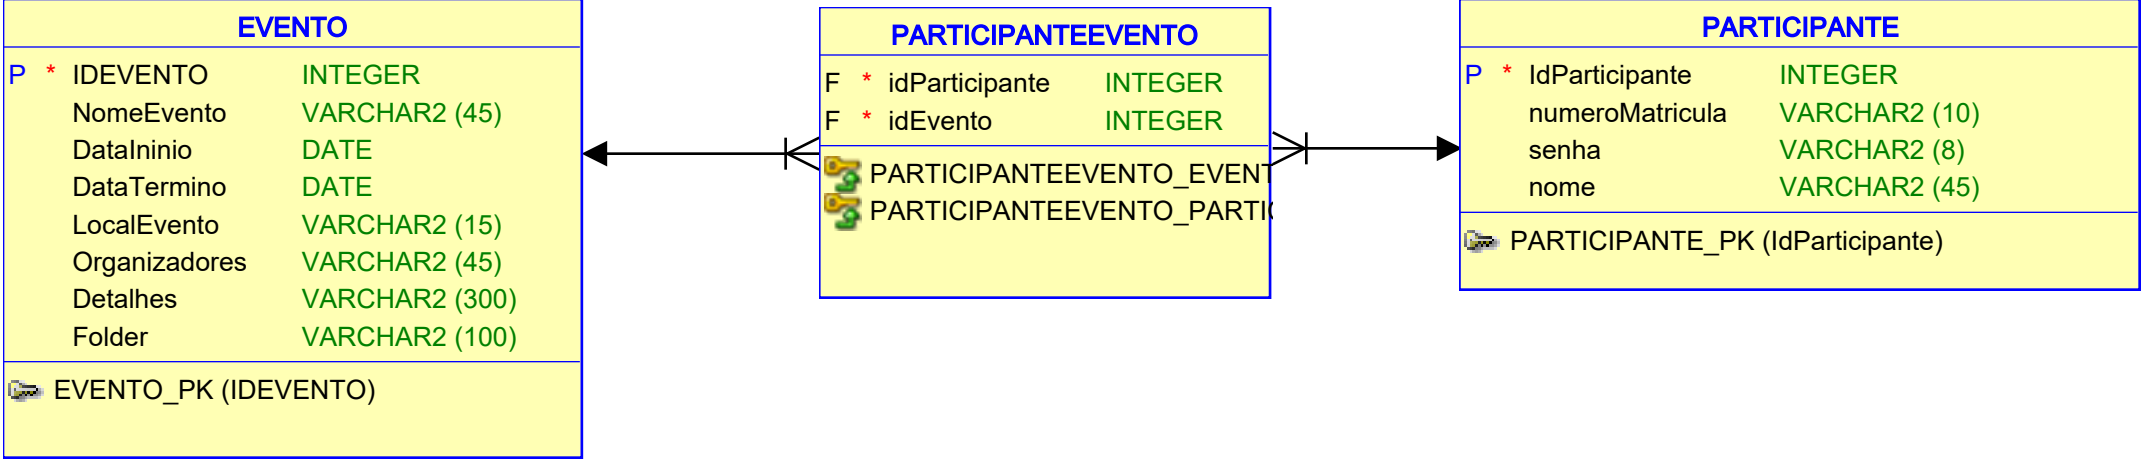 EVENTO
P * IDEVENTO INTEGER
NomeEvento VARCHAR2 (45)
DataIninio DATE
DataTermino DATE
LocalEvento VARCHAR2 (15)
Organizadores VARCHAR2 (45)
Detalhes VARCHAR2 (300)
Folder VARCHAR2 (100)
EVENTO_PK (IDEVENTO)
PARTICIPANTEEVENTO
F * idParticipante INTEGER
F * idEvento INTEGER
PARTICIPANTEEVENTO_EVENT
PARTICIPANTEEVENTO_PARTI
PARTICIPANTE
P * IdParticipante INTEGER
numeroMatricula VARCHAR2 (10)
senha VARCHAR2 (8)
nome VARCHAR2 (45)
PARTICIPANTE_PK (IdParticipante)